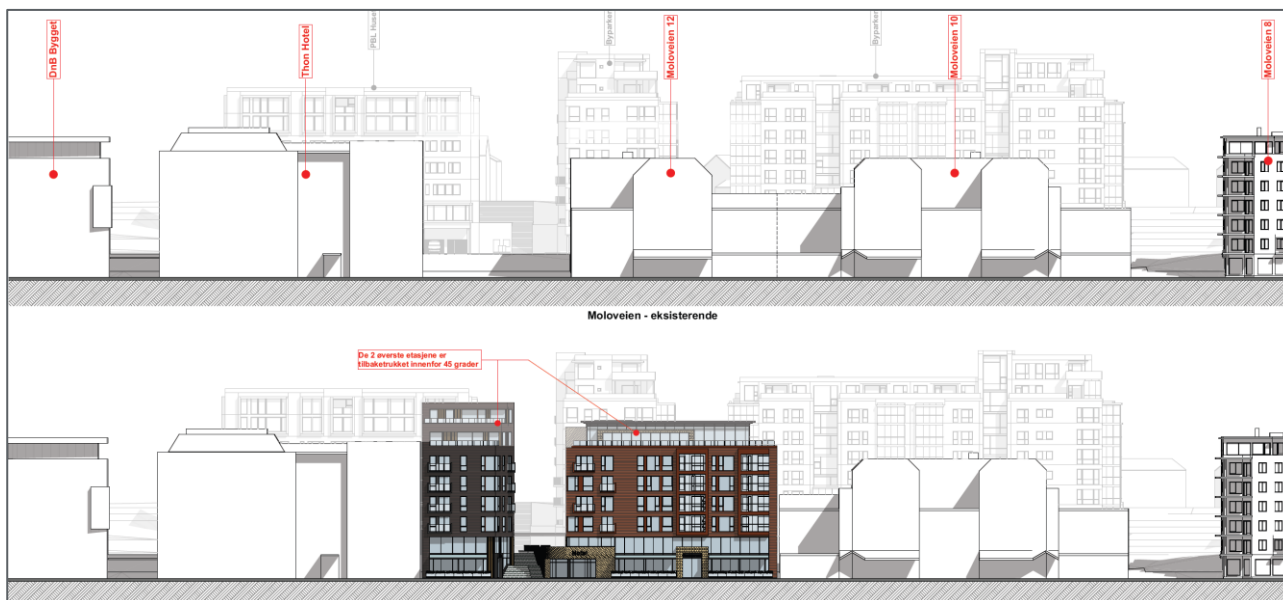 DnB Bygget
Thon Hotel
PBL Huset
Moloveien 12
Byparken
Moloveien 10
Moloveien 8
Moloveien - eksisterende
De 2 øverste etasjene er
tilbaketrukket innenfor 45 grader